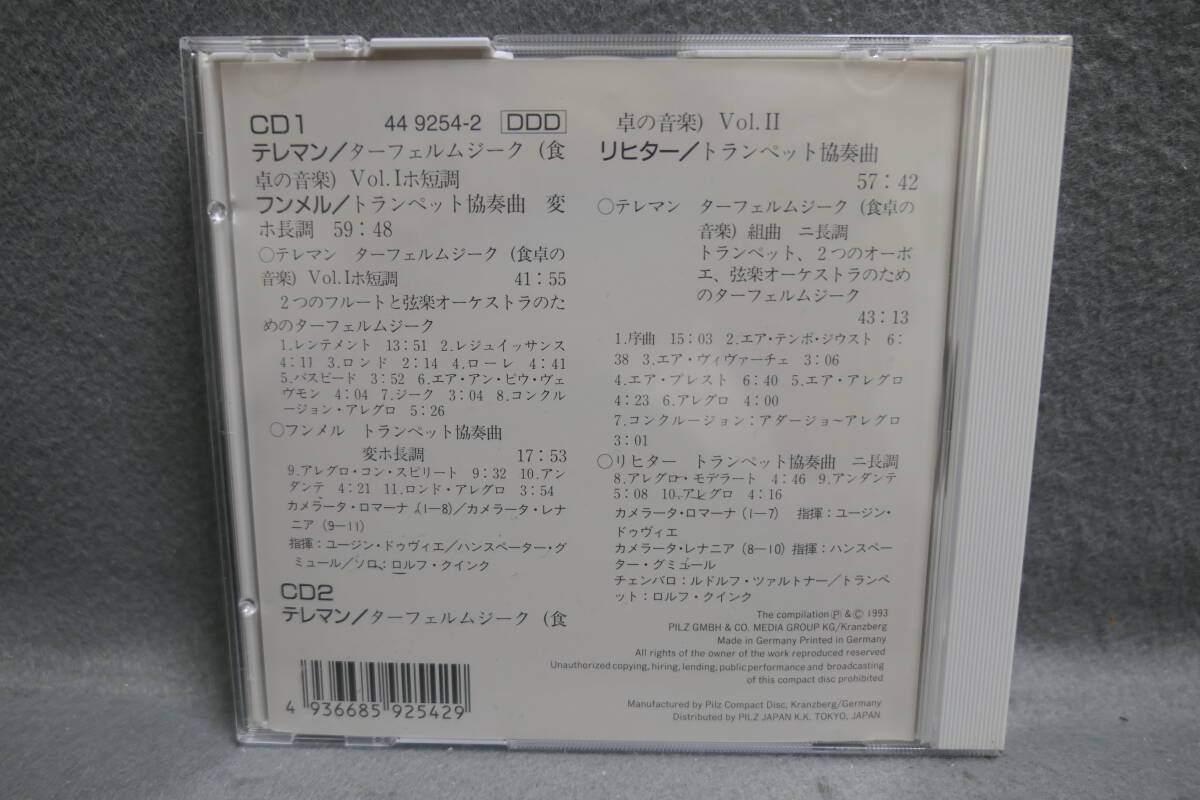 CD1 44 9254-2 DDD
テレマン/ターフェルムジーク (食
卓の音楽) Vol.Iホ短調
フンメル/トランペット協奏曲 変
ホ長調 59:48
○テレマン ターフェルムジーク (食卓の
音楽) Vol.Iホ短調 41:55
2つのフルートと弦楽オーケストラのた
めのターフェルムジーク
1.レンテメント 13:51 2.レジュイッサンス
4:11 3.ロンド 2:14 4.ローレ 4:41
5.パスピード 3:52 6.エア・アン・ピウ・ヴェ
ヴモン 4:04 7.ジーク 3:04 8.コンクル
ージョン・アレグロ 5:26
○フンメル トランペット協奏曲
変ホ長調 17:53
9.アレグロ・コン・スピリート 9:32 10.アン
ダンテ 4:21 11.ロンド・アレグロ 3:54
カメラータ・ロマーナ (1—8)/カメラータ・レナ
ニア (9—11)
指揮:ユージン・ドゥヴィエ/ハンスペーター・グ
ミュール/ソロ:ロルフ・クインク
CD2
テレマン/ターフェルムジーク (食
卓の音楽) Vol.II
リヒター/トランペット協奏曲
57:42
○テレマン ターフェルムジーク (食卓の
音楽) 組曲 ニ長調
トランペット、2つのオーボ
エ、弦楽オーケストラのため
のターフェルムジーク
43:13
1.序曲 15:03 2.エア・テンポ・ジウスト 6:
38 3.エア・ヴィヴァーチェ 3:06
4.エア・プレスト 6:40 5.エア・アレグロ
4:23 6.アレグロ 4:00
7.コンクルージョン:アダージョ〜アレグロ
3:01
○リヒター トランペット協奏曲 ニ長調
8.アレグロ・モデラート 4:46 9.アンダンテ
5:08 10.アレグロ 4:16
カメラータ・ロマーナ (1—7) 指揮:ユージン・
ドゥヴィエ
カメラータ・レナニア (8—10) 指揮:ハンスペー
ター・グミュール
チェンバロ:ルドルフ・ツァルトナー/トランペ
ット:ロルフ・クインク
The compilation Ⓟ & © 1993
PILZ GMBH & CO. MEDIA GROUP KG/Kranzberg
Made in Germany Printed in Germany
All rights of the owner of the work reproduced reserved
Unauthorized copying, hiring, lending, public performance and broadcasting
of this compact disc prohibited
Manufactured by Pilz Compact Disc, Kranzberg/Germany
Distributed by PILZ JAPAN K.K. TOKYO, JAPAN
4 936685 925429